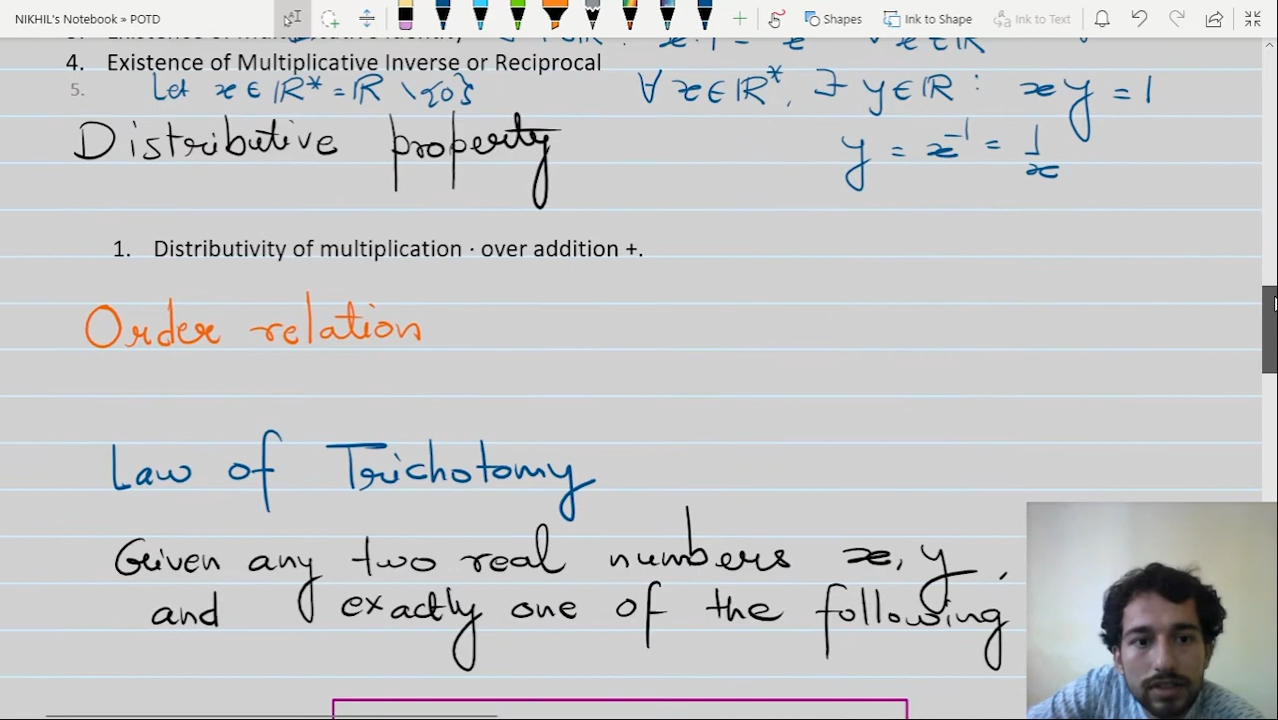 NIKHIL's Notebook » POTD
Shapes
Ink to Shape
Ink to Text
4. Existence of Multiplicative Inverse or Reciprocal
5. Let x ∈ ℝ* = ℝ \ {0} ∀ x ∈ ℝ*, ∃ y ∈ ℝ : x y = 1
Distributive property
y = x⁻¹ = 1/x
1. Distributivity of multiplication · over addition +.
Order relation
Law of Trichotomy
Given any two real numbers x, y,
and exactly one of the following